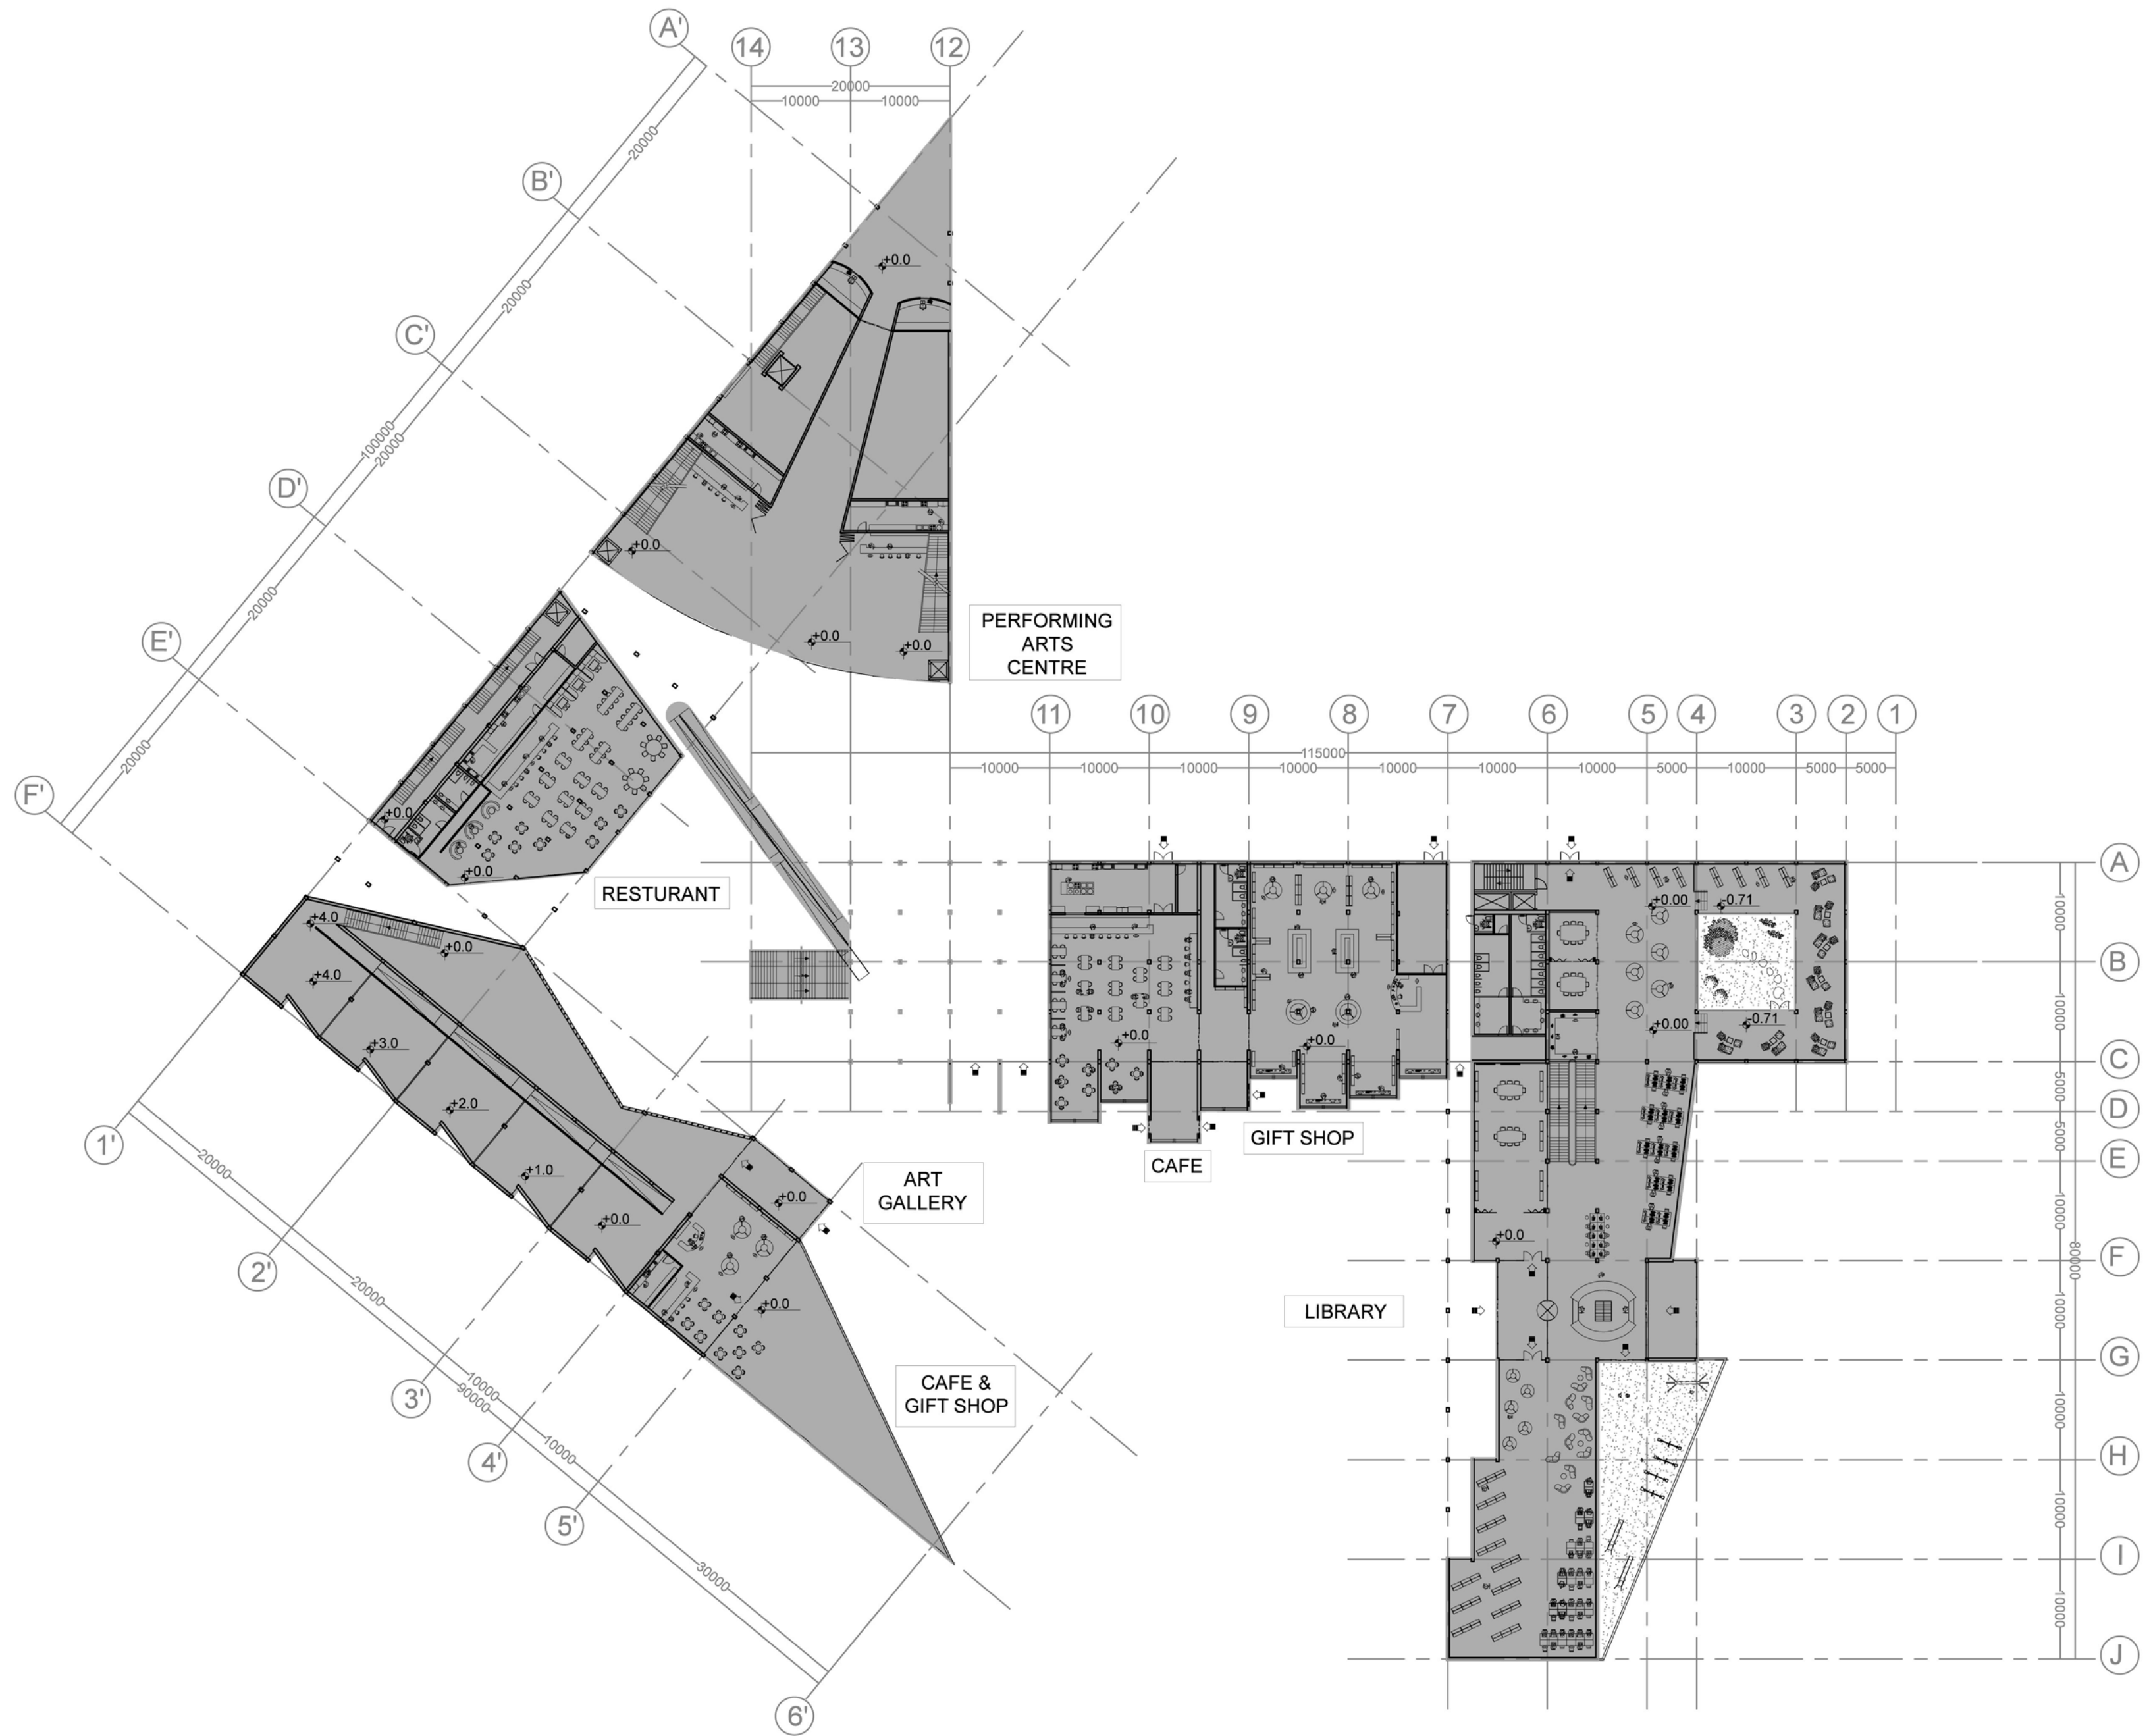 A'
14
13
12
20000
10000
10000
20000
B'
+0.0
20000
C'
100000
20000
D'
+0.0
20000
E'
+0.0
+0.0
PERFORMING
ARTS
CENTRE
11
10
9
8
7
6
5
4
3
2
1
115000
10000
10000
10000
10000
10000
10000
10000
5000
10000
5000
5000
20000
F'
+0.0
+0.0
RESTURANT
A
+4.0
+0.0
+0.00
-0.71
10000
B
+4.0
+0.00
-0.71
10000
+3.0
+0.0
+0.0
C
5000
+2.0
D
1'
GIFT SHOP
CAFE
5000
E
20000
+1.0
ART
GALLERY
+0.0
+0.0
+0.0
10000
F
80000
2'
20000
+0.0
LIBRARY
10000
G
3'
10000
90000
CAFE &
GIFT SHOP
10000
4'
10000
H
5'
10000
I
30000
10000
J
6'